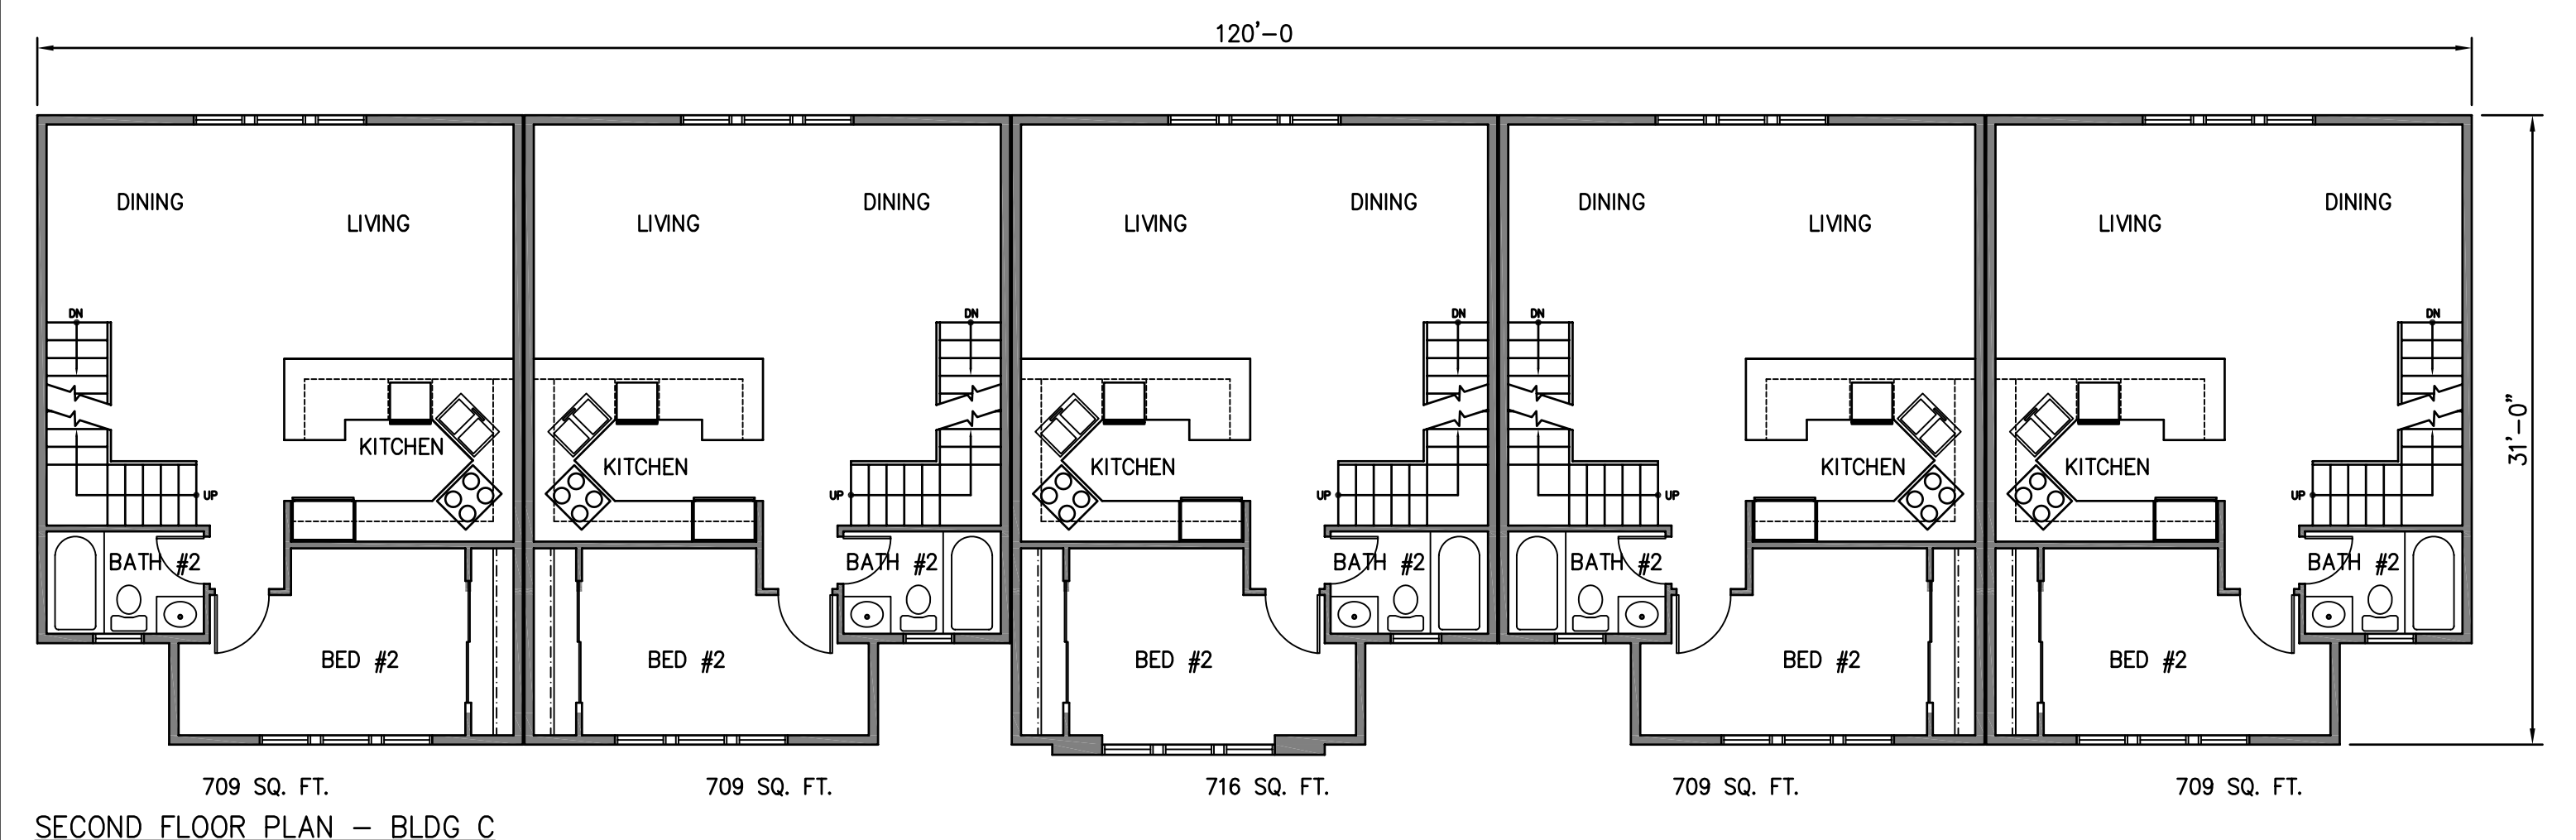 120'-0
DINING
LIVING
LIVING
DINING
LIVING
DINING
DINING
LIVING
LIVING
DINING
DN
DN
DN
DN
DN
31'-0"
KITCHEN
KITCHEN
KITCHEN
KITCHEN
KITCHEN
UP
UP
UP
UP
UP
BATH #2
BATH #2
BATH #2
BATH #2
BATH #2
BED #2
BED #2
BED #2
BED #2
BED #2
709 SQ. FT.
709 SQ. FT.
716 SQ. FT.
709 SQ. FT.
709 SQ. FT.
SECOND FLOOR PLAN - BLDG C